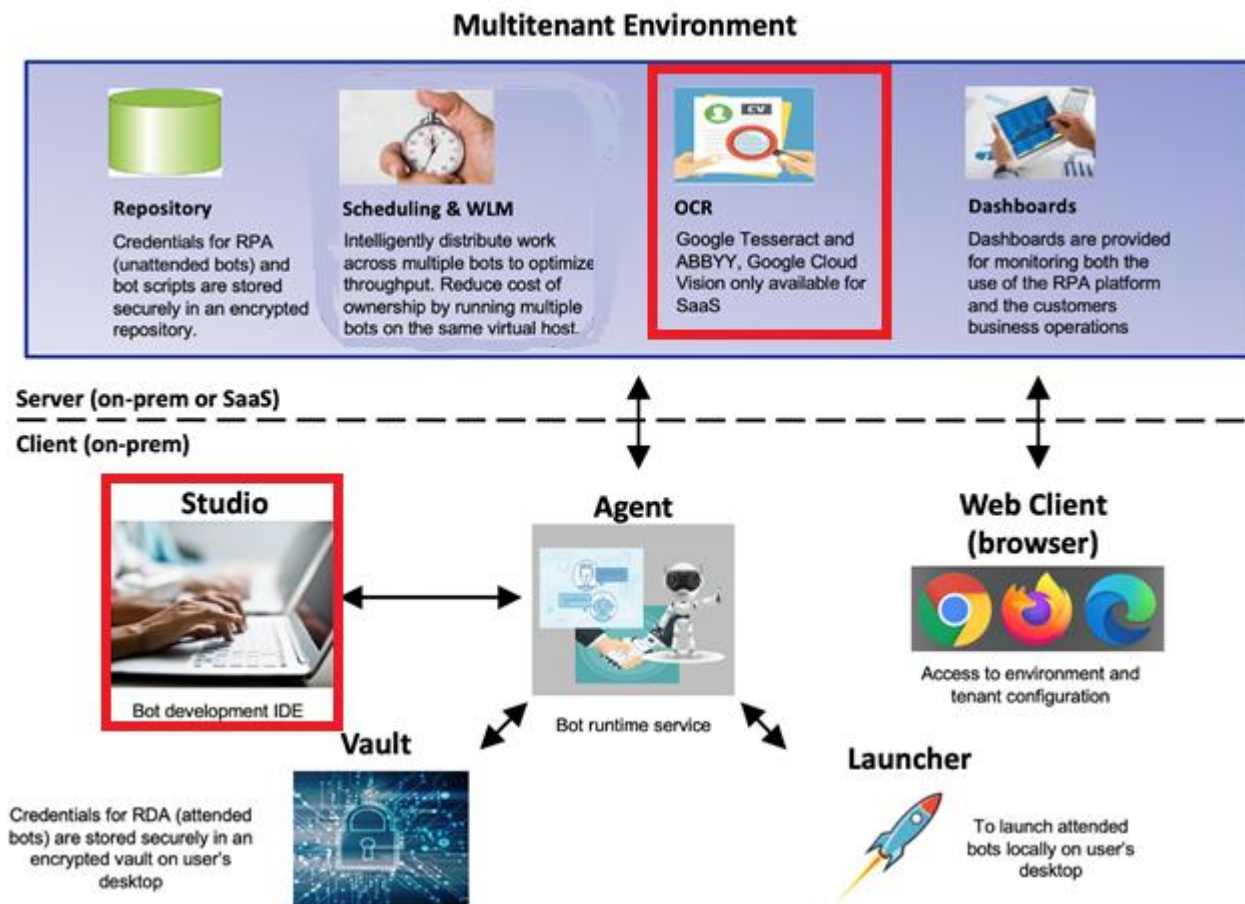 Multitenant Environment
CV
Repository
Credentials for RPA
(unattended bots) and
bot scripts are stored
securely in an encrypted
repository.
Scheduling & WLM
Intelligently distribute work
across multiple bots to optimize
throughput. Reduce cost of
ownership by running multiple
bots on the same virtual host.
OCR
Google Tesseract and
ABBYY, Google Cloud
Vision only available for
SaaS
Dashboards
Dashboards are provided
for monitoring both the
use of the RPA platform
and the customers
business operations
Server (on-prem or SaaS)
Client (on-prem)
Studio
Bot development IDE
Agent
Bot runtime service
Web Client
(browser)
Access to environment and
tenant configuration
Vault
Credentials for RDA (attended
bots) are stored securely in an
encrypted vault on user's
desktop
Launcher
To launch attended
bots locally on user's
desktop